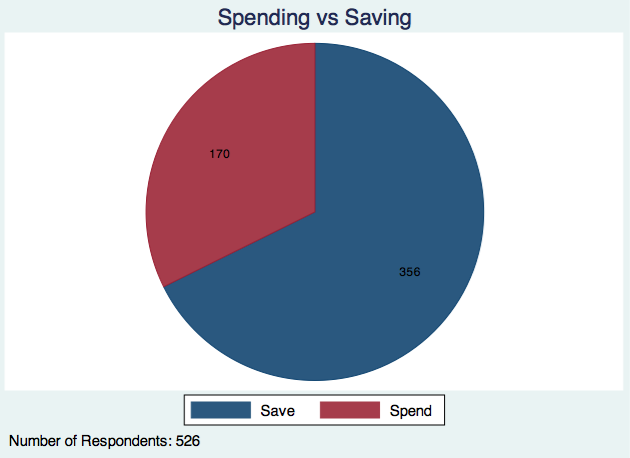 Spending vs Saving
170
356
Save Spend
Number of Respondents: 526